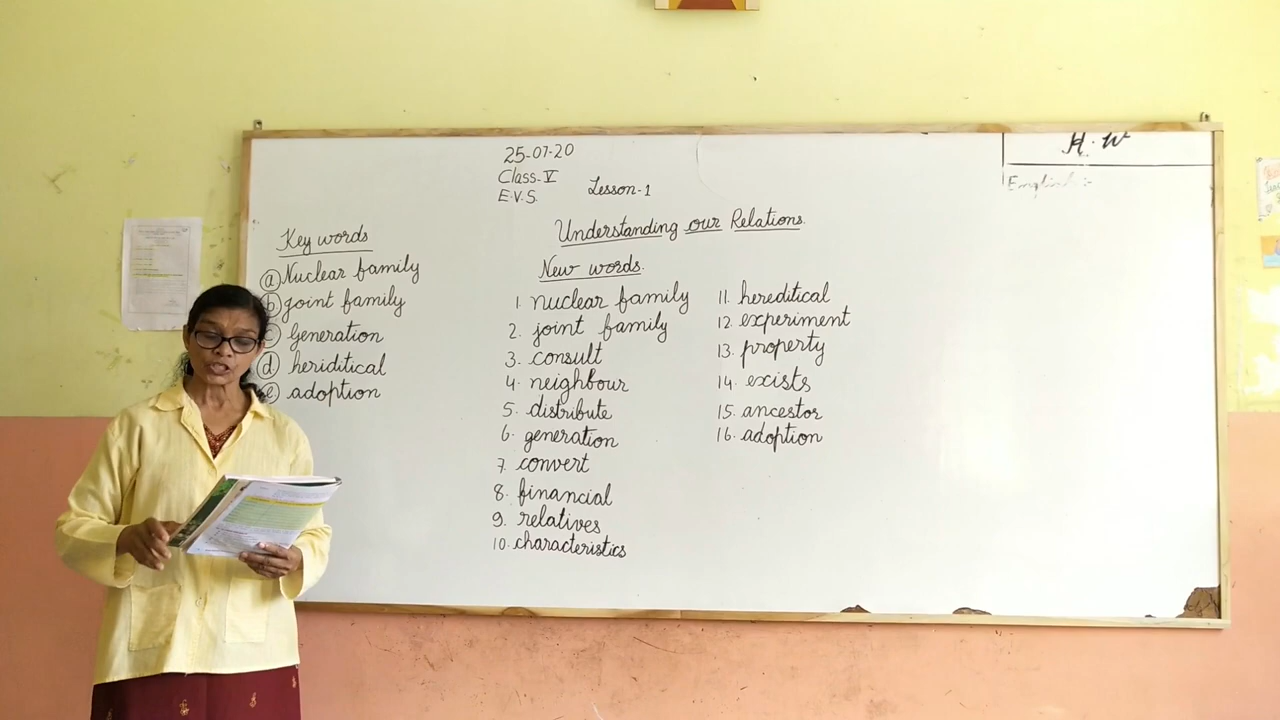 25-07-20
Class-V
E.V.S.
Lesson-1
H.W
English :-
Understanding our Relations.
Key words
a Nuclear family
b joint family
c Generation
d heriditical
e adoption
New words.
1. nuclear family
2. joint family
3. consult
4. neighbour
5. distribute
6. generation
7. convert
8. financial
9. relatives
10. characteristics
11. hereditical
12. experiment
13. property
14. exists
15. ancestor
16. adoption